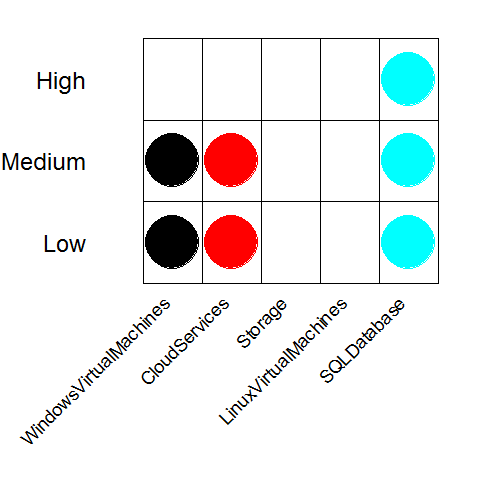 High
Medium
Low
WindowsVirtualMachines
CloudServices
Storage
LinuxVirtualMachines
SQLDatabase